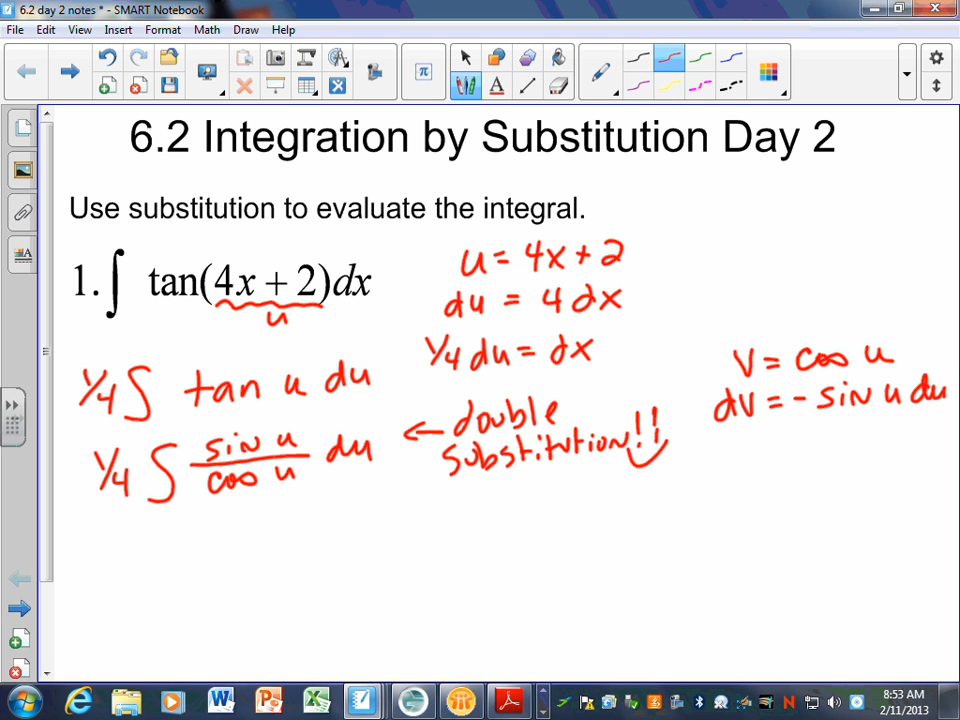 6.2 day 2 notes * - SMART Notebook
File Edit View Insert Format Math Draw Help
6.2 Integration by Substitution Day 2
Use substitution to evaluate the integral.
1. ∫ tan(4x + 2)dx
u
u = 4x + 2
du = 4 dx
1/4 du = dx
1/4 ∫ tan u du
v = cos u
dv = - sin u du
1/4 ∫ sin u / cos u du
← double
substitution!!
8:53 AM
2/11/2013